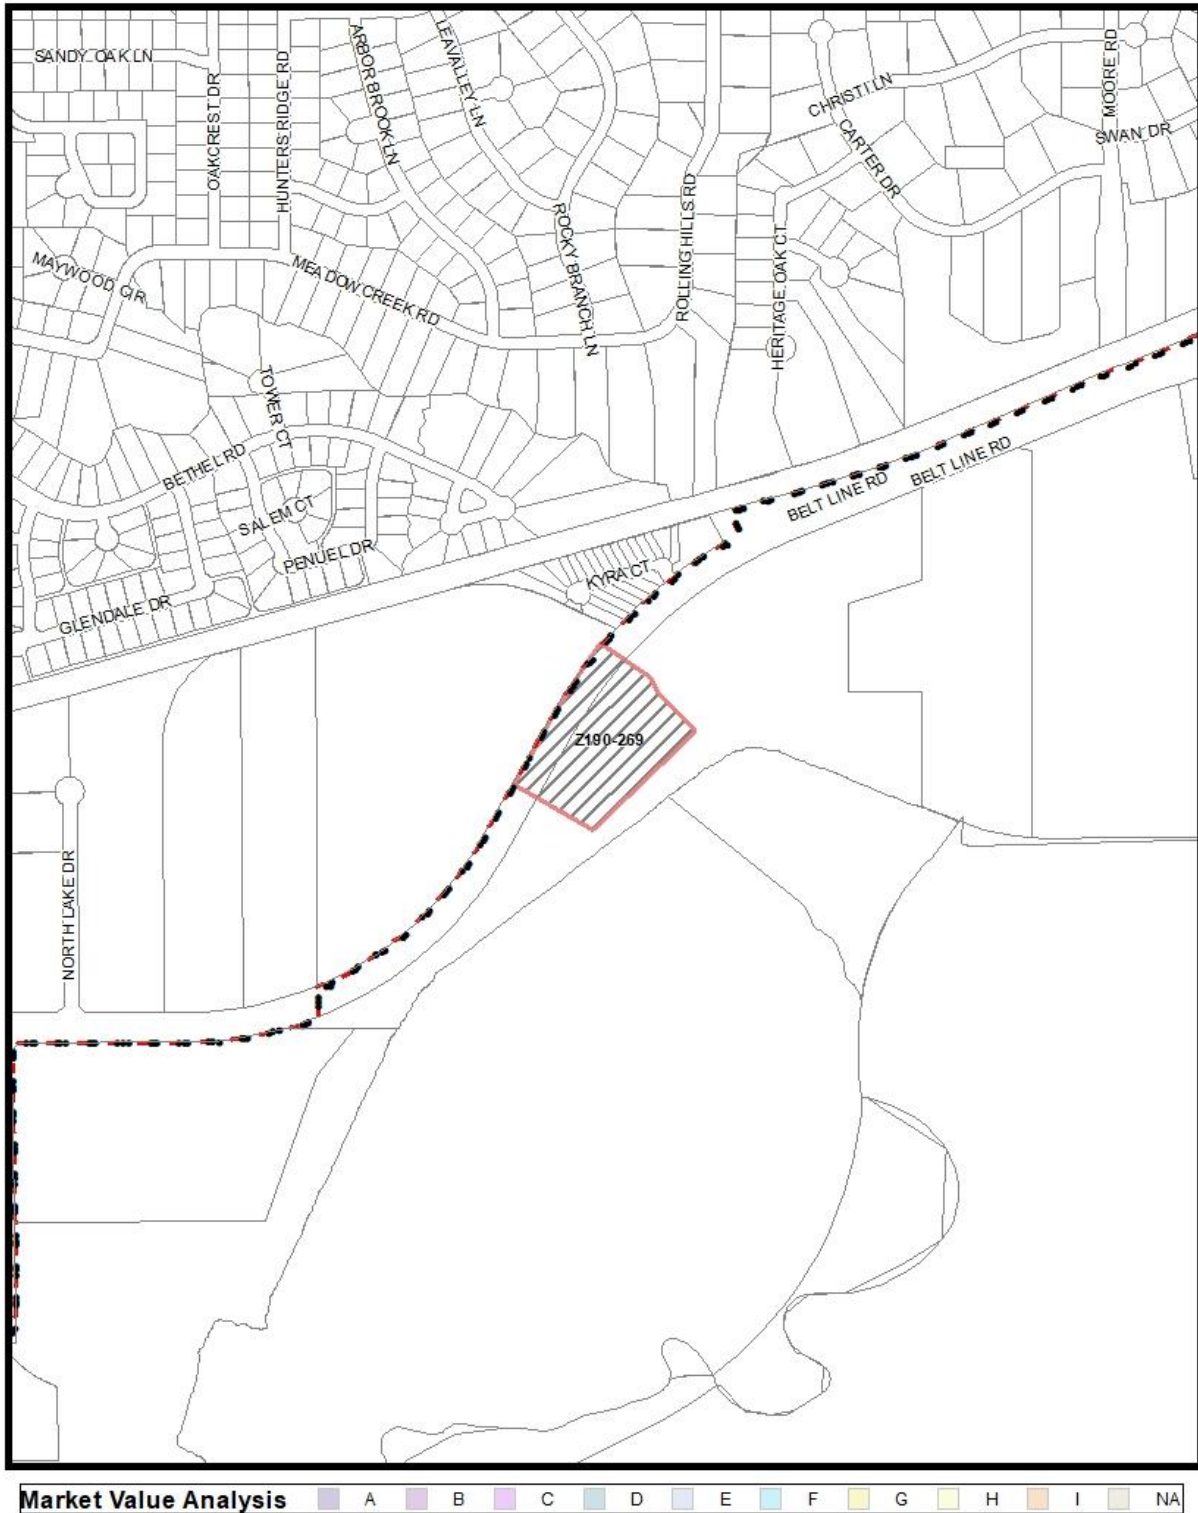 SANDY OAK LN
OAKCREST DR
HUNTERS RIDGE RD
ARBOR BROOK LN
LEAVALLEY LN
CHRISTI LN
MOORE RD
SWAN DR
CARTER DR
ROLLING HILLS RD
HERITAGE OAK CT
ROCKY BRANCH LN
MAYWOOD CIR
MEADOW CREEK RD
TOWER CT
BETHEL RD
SALEM CT
PENUEL DR
GLENDALE DR
BELT LINE RD
BELT LINE RD
KYRA CT
Z190-269
NORTH LAKE DR
Market Value Analysis A B C D E F G H I NA